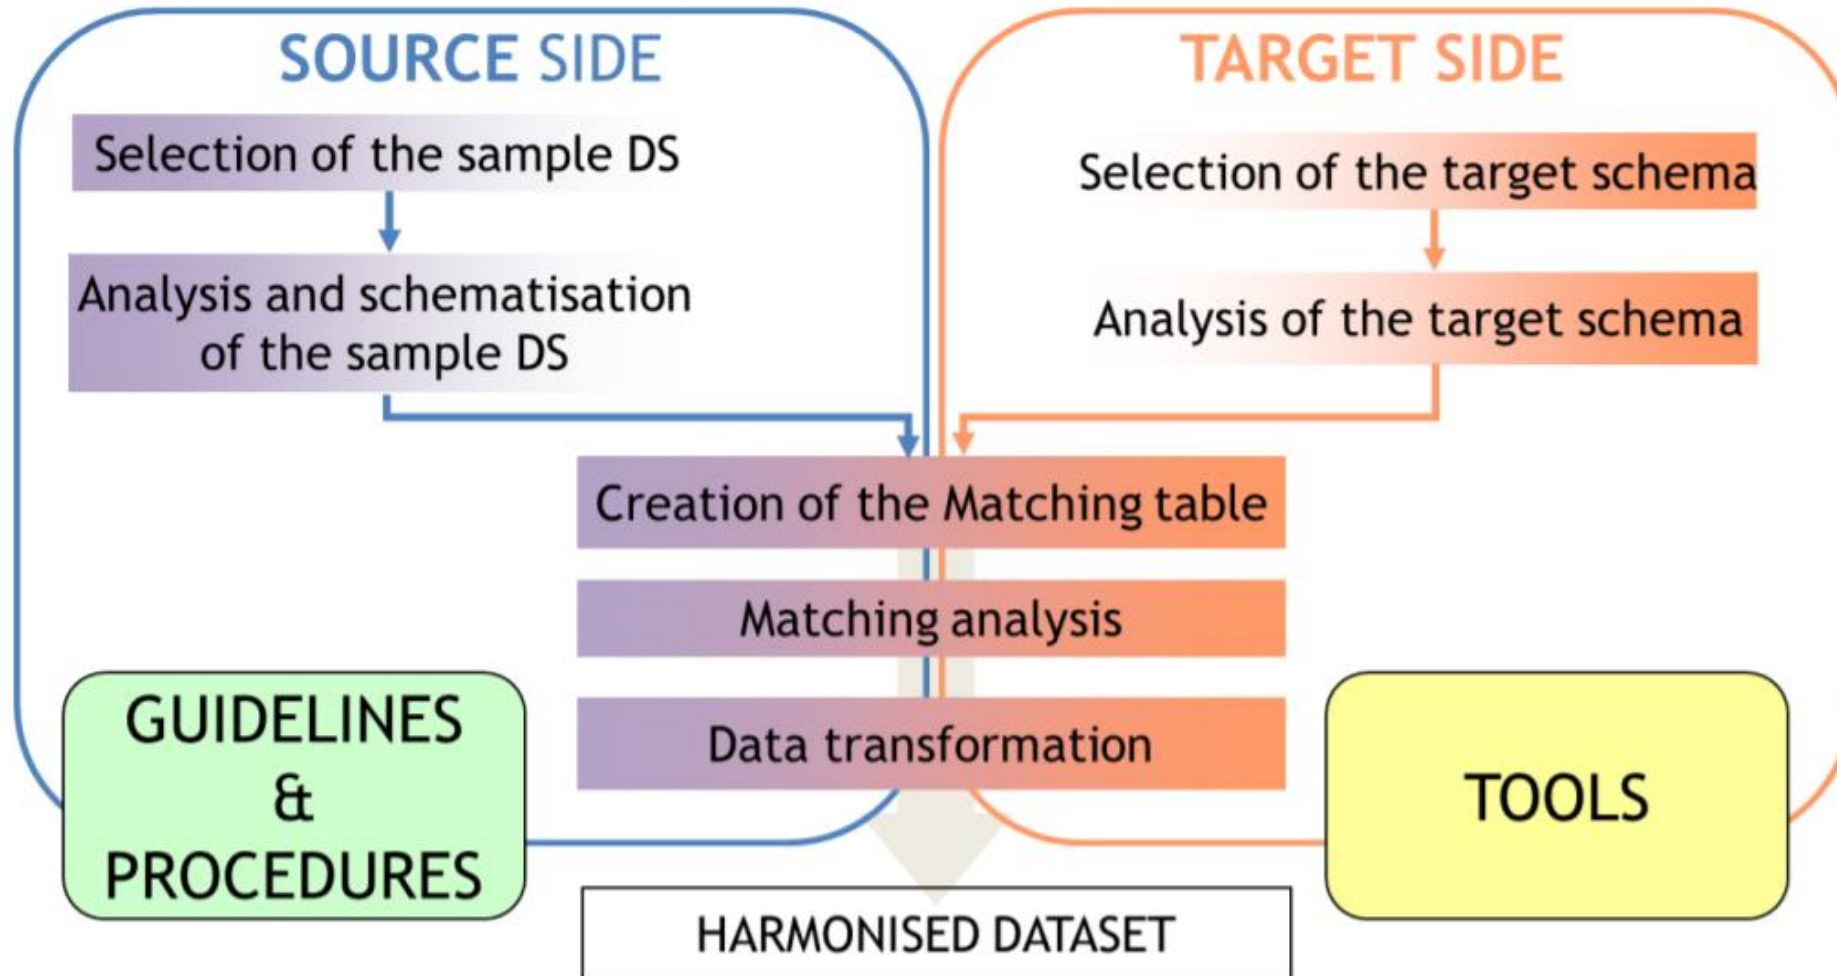 SOURCE SIDE
Selection of the sample DS
Analysis and schematisation
of the sample DS
TARGET SIDE
Selection of the target schema
Analysis of the target schema
Creation of the Matching table
Matching analysis
Data transformation
GUIDELINES
&
PROCEDURES
TOOLS
HARMONISED DATASET